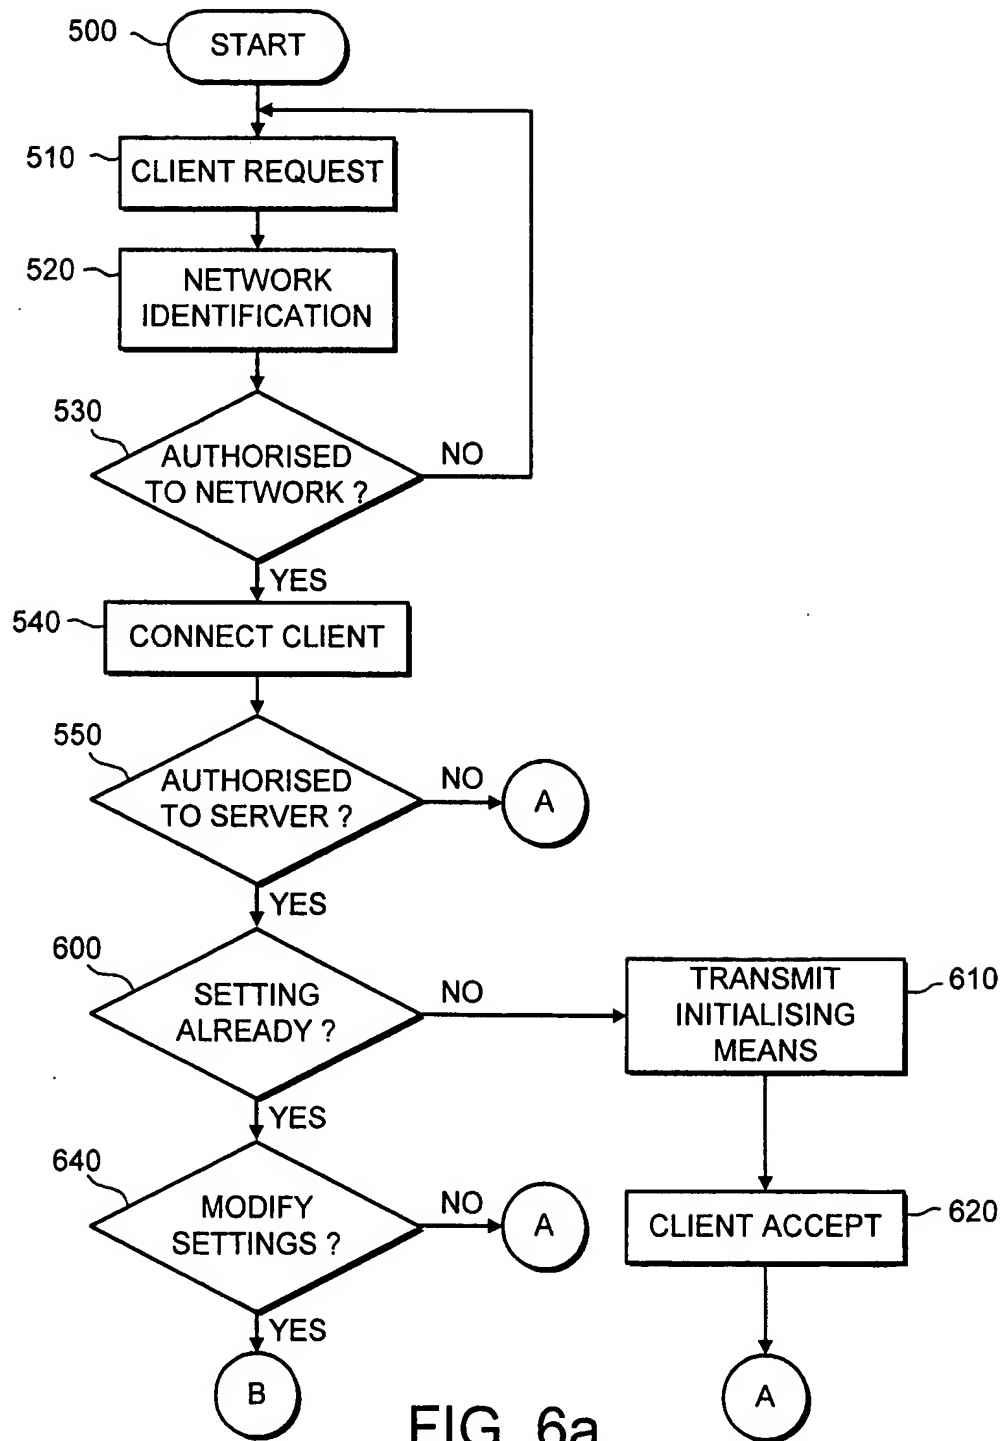 500
START
510
CLIENT REQUEST
520
NETWORK
IDENTIFICATION
530
AUTHORISED
TO NETWORK ?
NO
YES
540
CONNECT CLIENT
550
AUTHORISED
TO SERVER ?
NO
A
YES
600
SETTING
ALREADY ?
NO
TRANSMIT
INITIALISING
MEANS
610
YES
640
MODIFY
SETTINGS ?
NO
A
CLIENT ACCEPT
620
YES
B
A
FIG. 6a